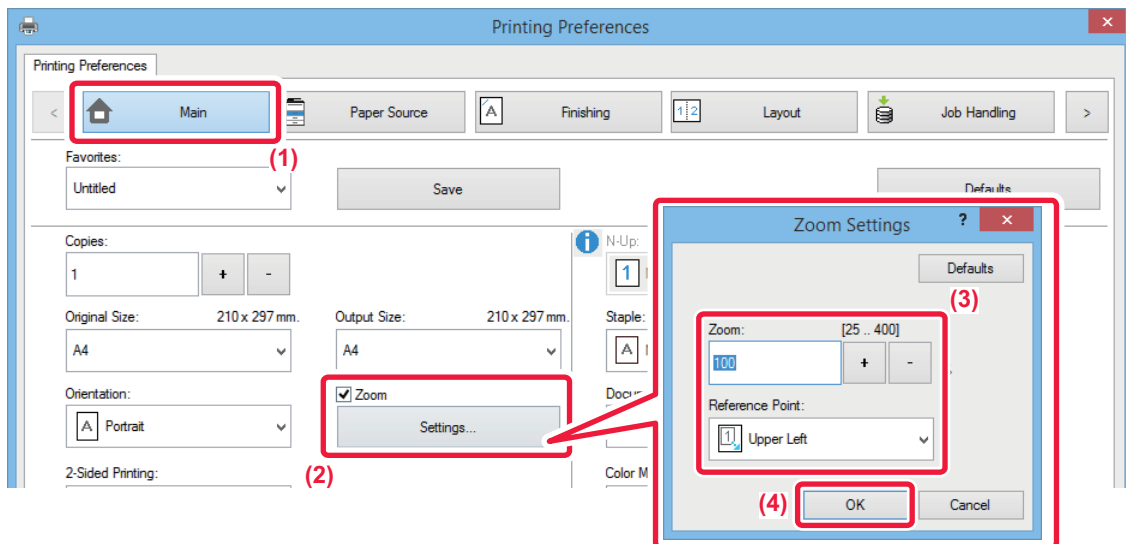 Printing Preferences
Printing Preferences
Main
Paper Source
Finishing
Layout
Job Handling
(1)
Favorites:
Untitled
Save
Defaults
Copies:
1
+ -
N-Up:
1
Original Size: 210 x 297 mm.
A4
Output Size: 210 x 297 mm.
A4
Staple:
A
Orientation:
A Portrait
Zoom
Settings...
(2)
2-Sided Printing:
Color M
Zoom Settings ?
Defaults
(3)
Zoom: [25 .. 400]
100
+ -
Reference Point:
1 Upper Left
(4)
OK
Cancel